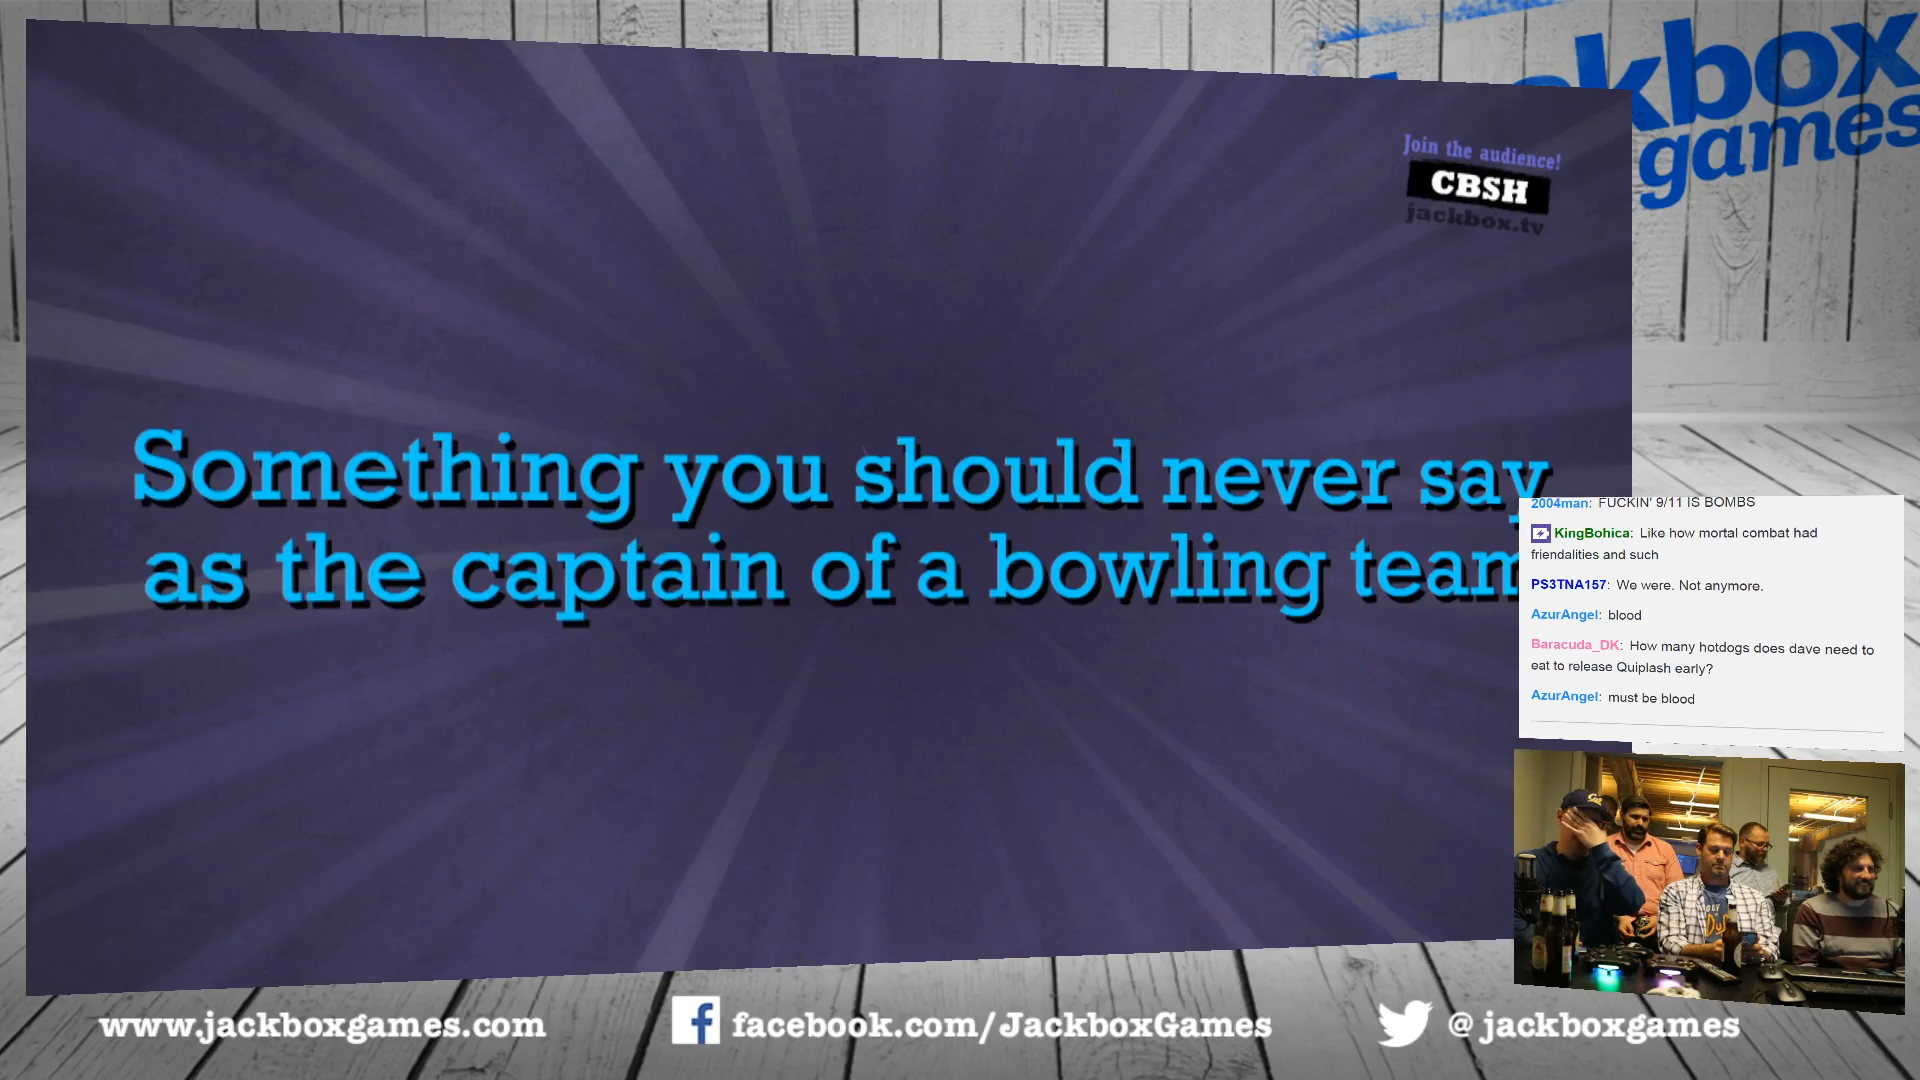 Join the audience!
CBSH
jackbox.tv
games
Something you should never say
as the captain of a bowling team
2004man: FUCKIN' 9/11 IS BOMBS
KingBohica: Like how mortal combat had
friendalities and such
PS3TNA157: We were. Not anymore.
AzurAngel: blood
Baracuda_DK: How many hotdogs does dave need to
eat to release Quiplash early?
AzurAngel: must be blood
www.jackboxgames.com
facebook.com/JackboxGames
@jackboxgames